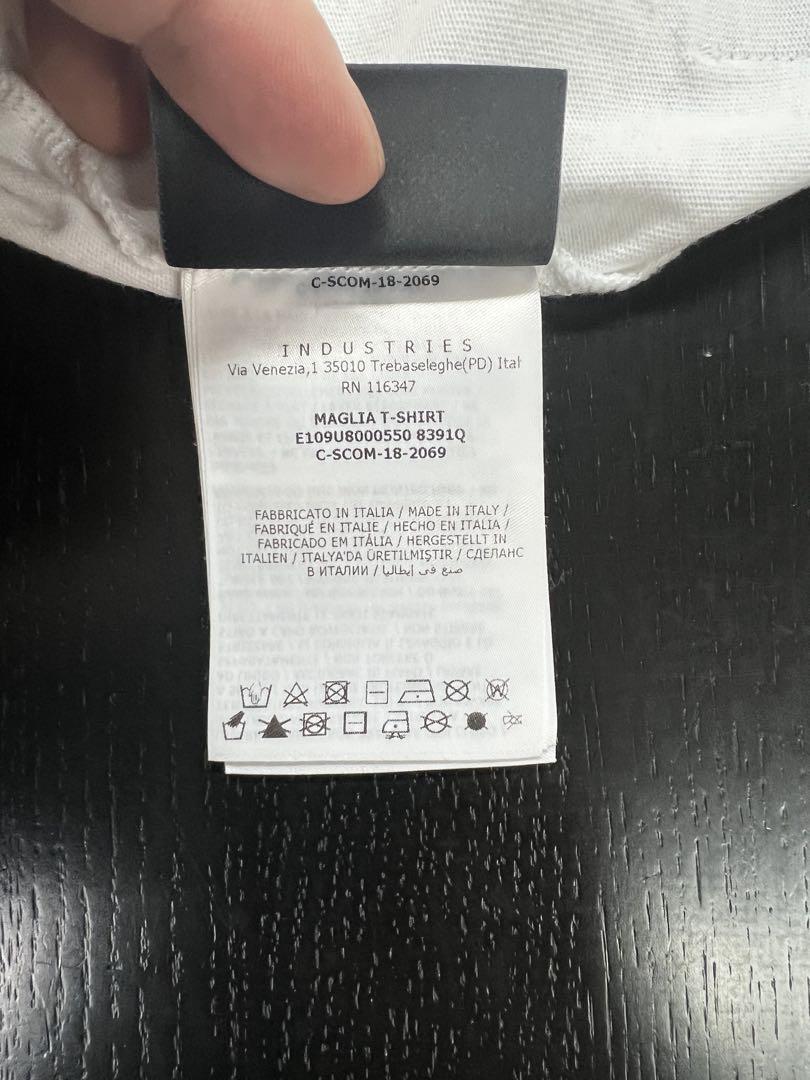 C-SCOM-18-2069
INDUSTRIES
Via Venezia,1 35010 Trebaseleghe(PD) Ital
RN 116347
MAGLIA T-SHIRT
E109U8000550 8391Q
C-SCOM-18-2069
FABBRICATO IN ITALIA / MADE IN ITALY /
FABRIQUÉ EN ITALIE / HECHO EN ITALIA /
FABRICADO EM ITÁLIA / HERGESTELLT IN
ITALIEN / ITALYA'DA ÜRETILMIŞTIR / СДЕЛАНО
В ИТАЛИИ / صنع في إيطاليا